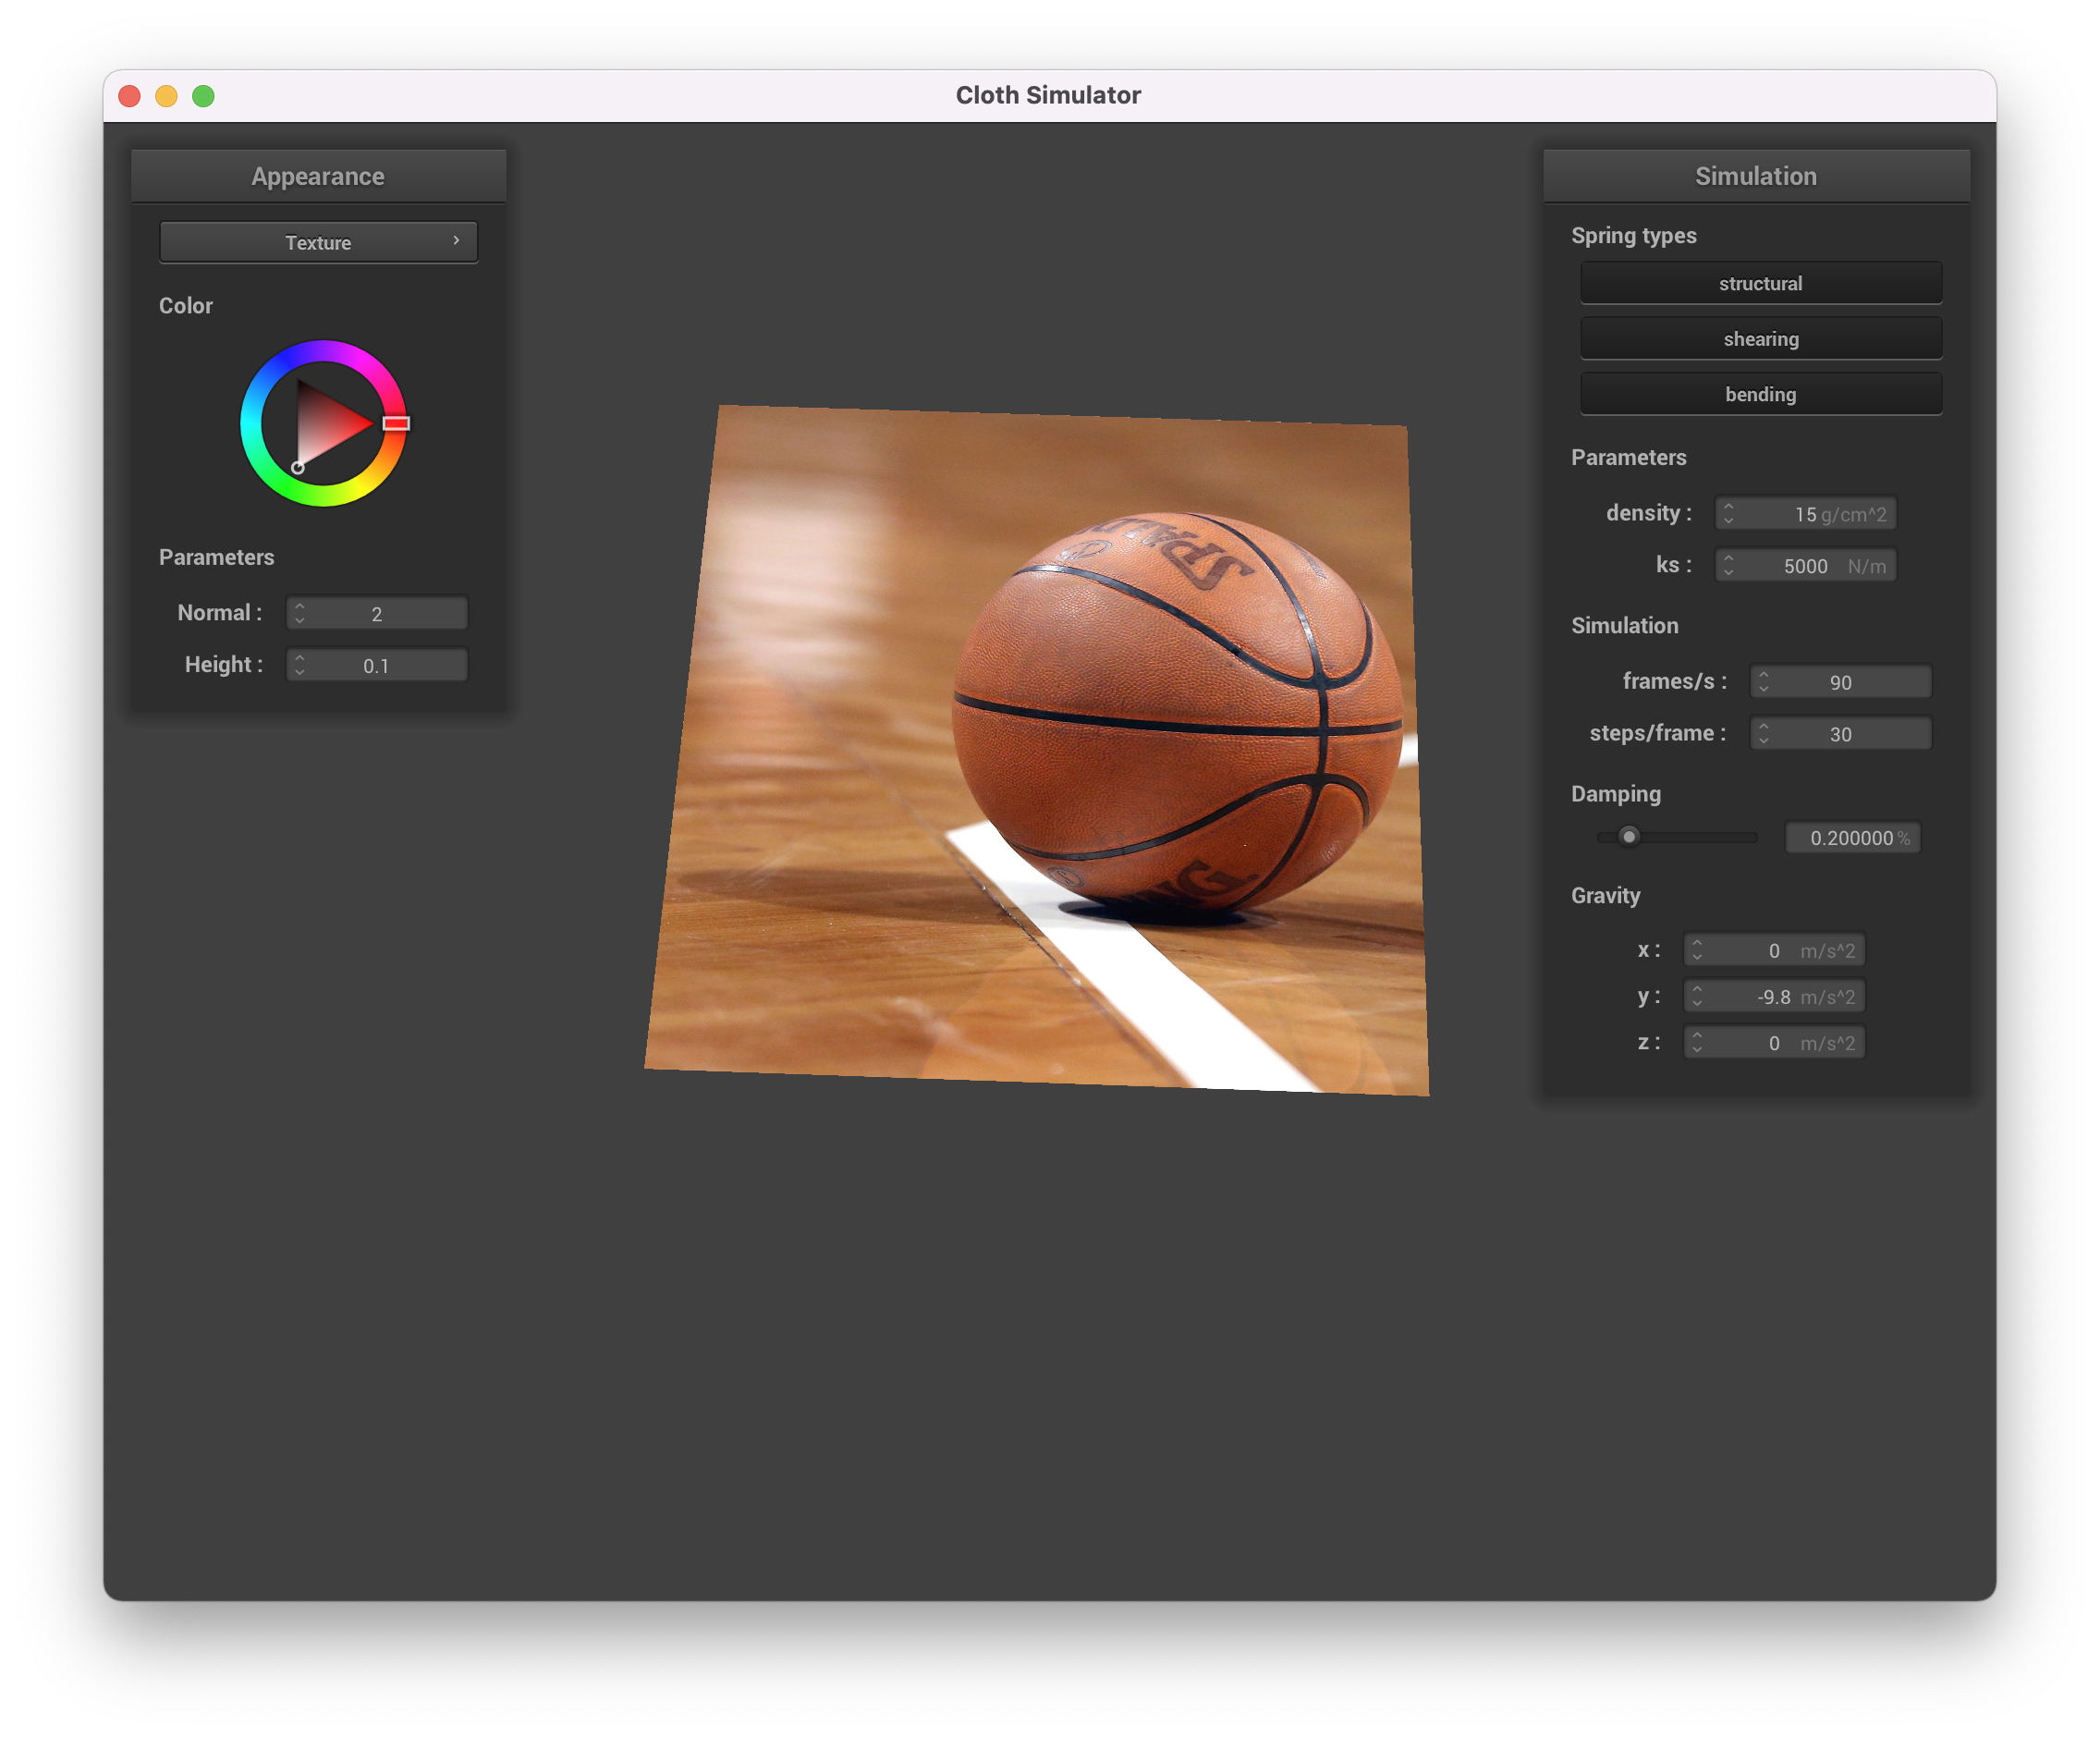 Cloth Simulator
Appearance
Texture
Color
Parameters
Normal : 2
Height : 0.1
SPALD
NG
Simulation
Spring types
structural
shearing
bending
Parameters
density : 15 g/cm^2
ks : 5000 N/m
Simulation
frames/s : 90
steps/frame : 30
Damping
0.200000 %
Gravity
x : 0 m/s^2
y : -9.8 m/s^2
z : 0 m/s^2